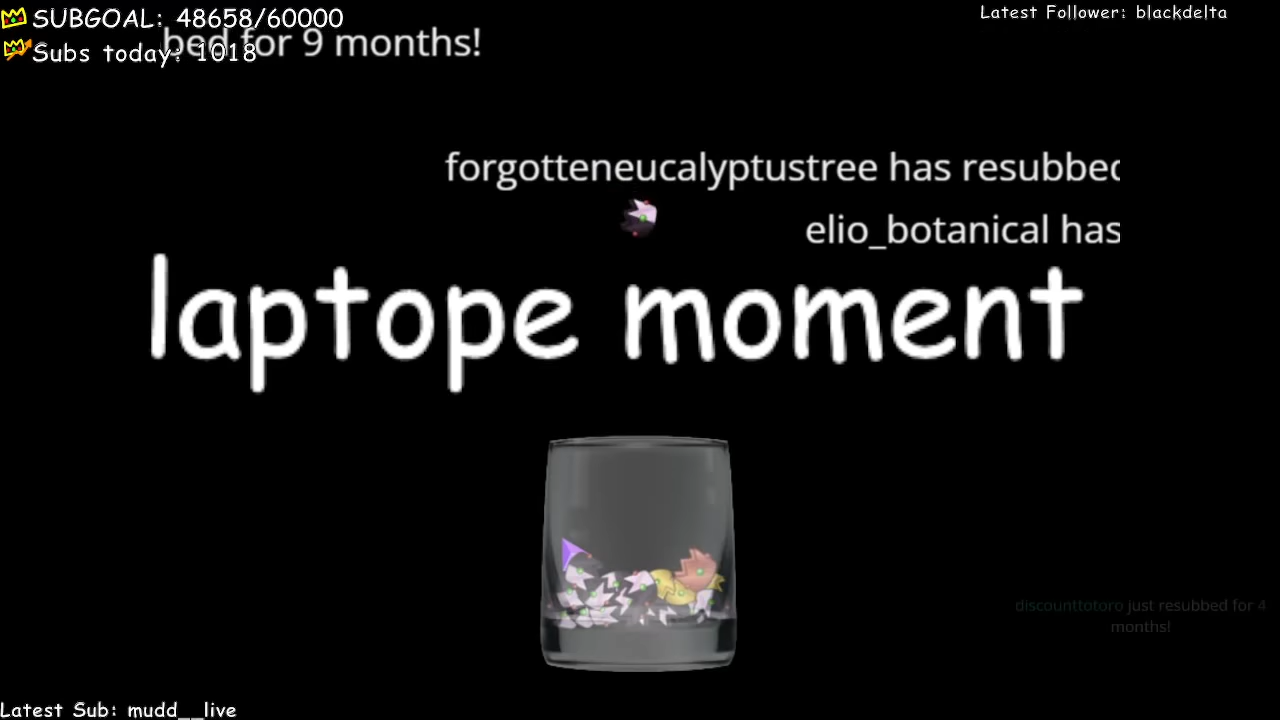 SUBGOAL: 48658/60000
Latest Follower: blackdelta
bed for 9 months!
Subs today: 1018
forgotteneucalyptustree has resubbed
elio_botanical has
laptope moment
discounttotoro just resubbed for 4
months!
Latest Sub: mudd__live